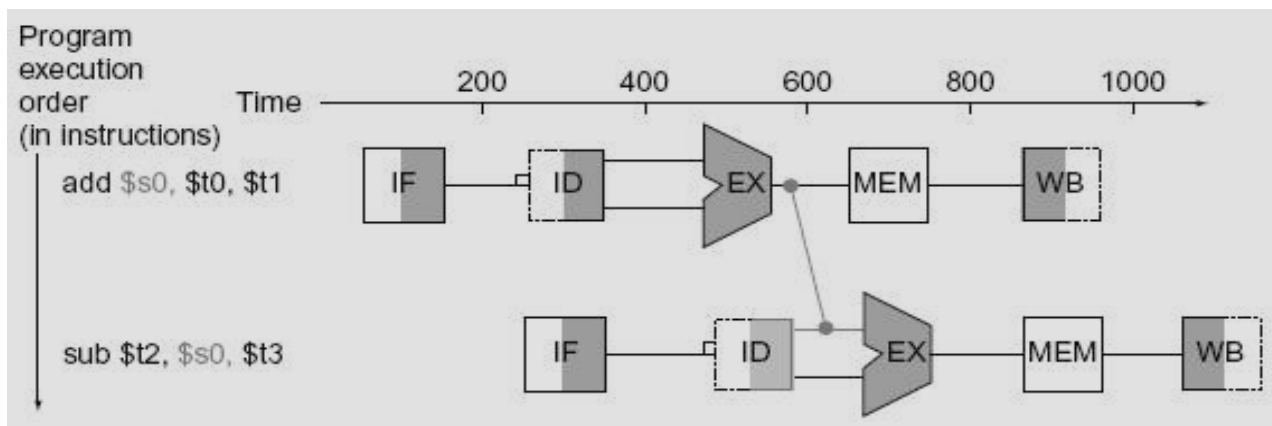 Program
execution
order
(in instructions)
Time
200 400 600 800 1000
add $s0, $t0, $t1
IF ID EX MEM WB
sub $t2, $s0, $t3
IF ID EX MEM WB